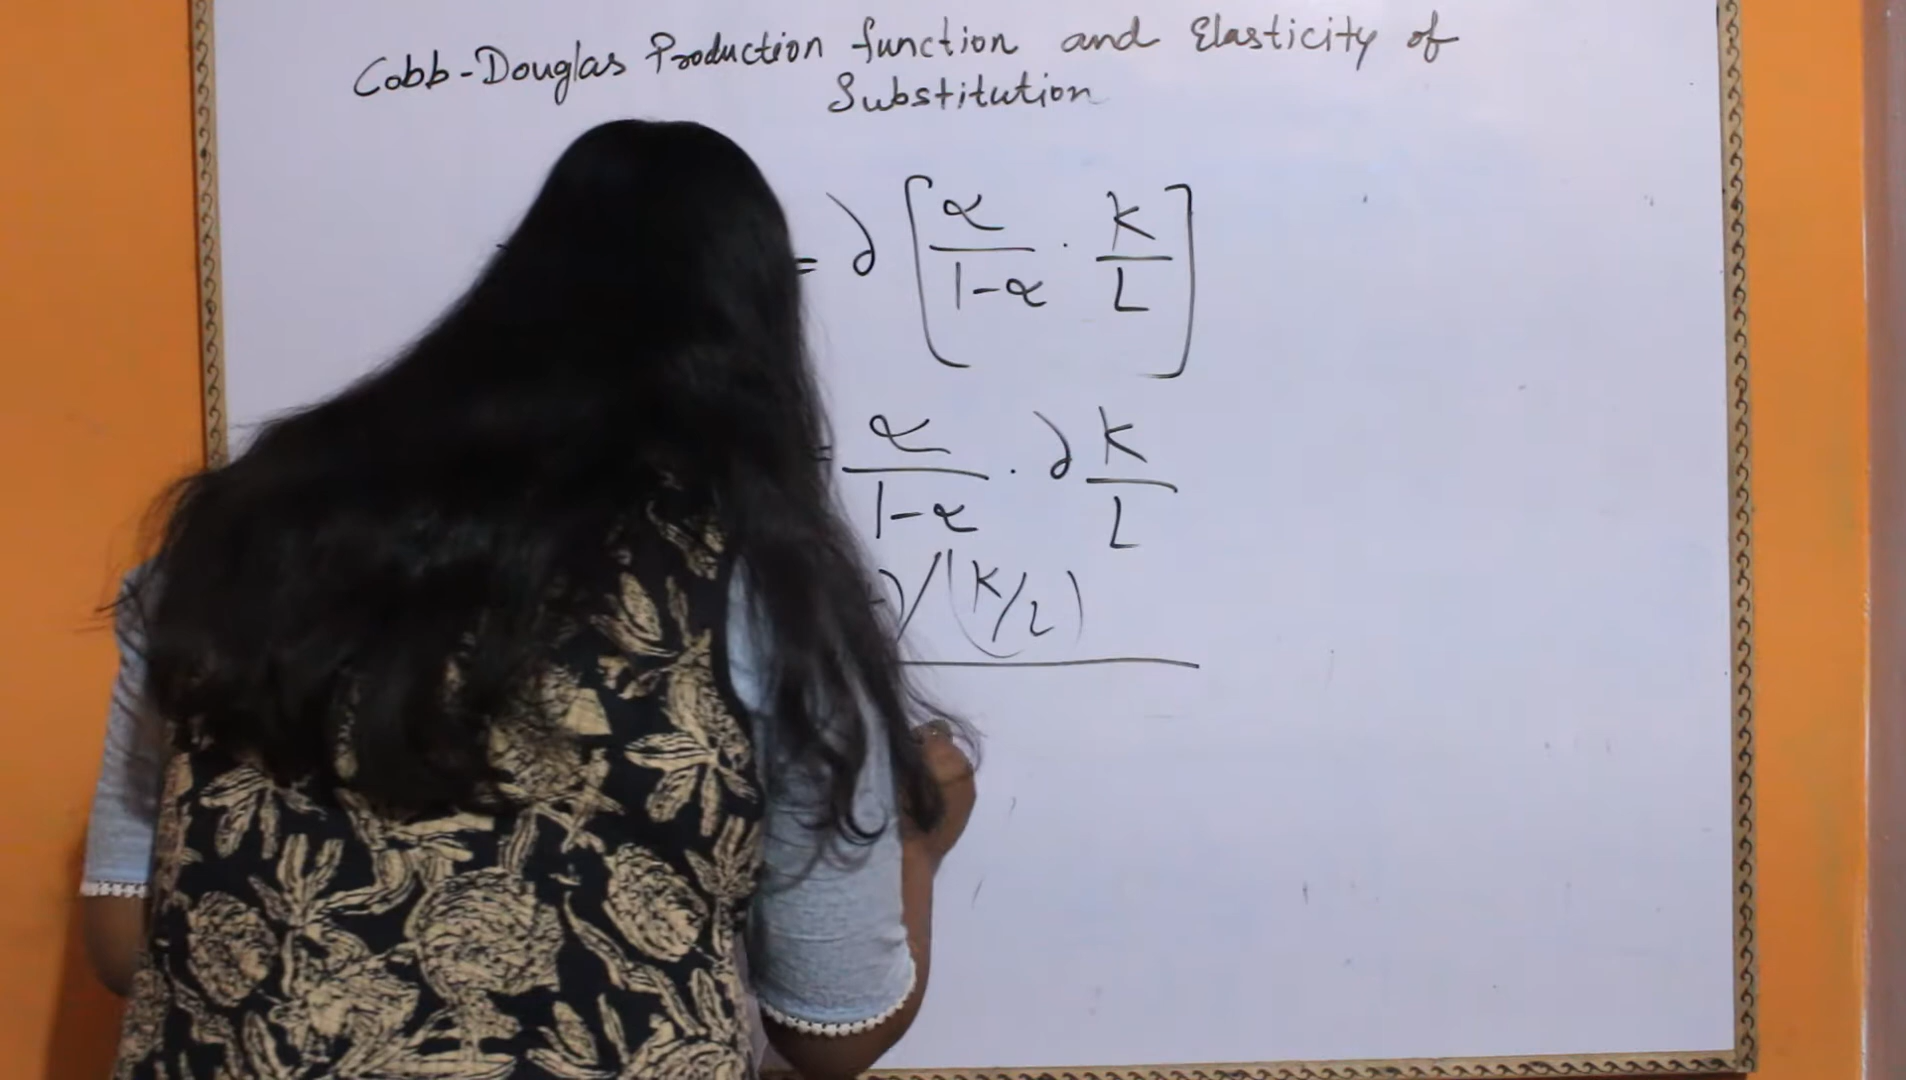 Cobb-Douglas Production function and Elasticity of
Substitution
= ∂ [α/1-α · K/L]
= α/1-α · ∂ K/L
)/(K/L)